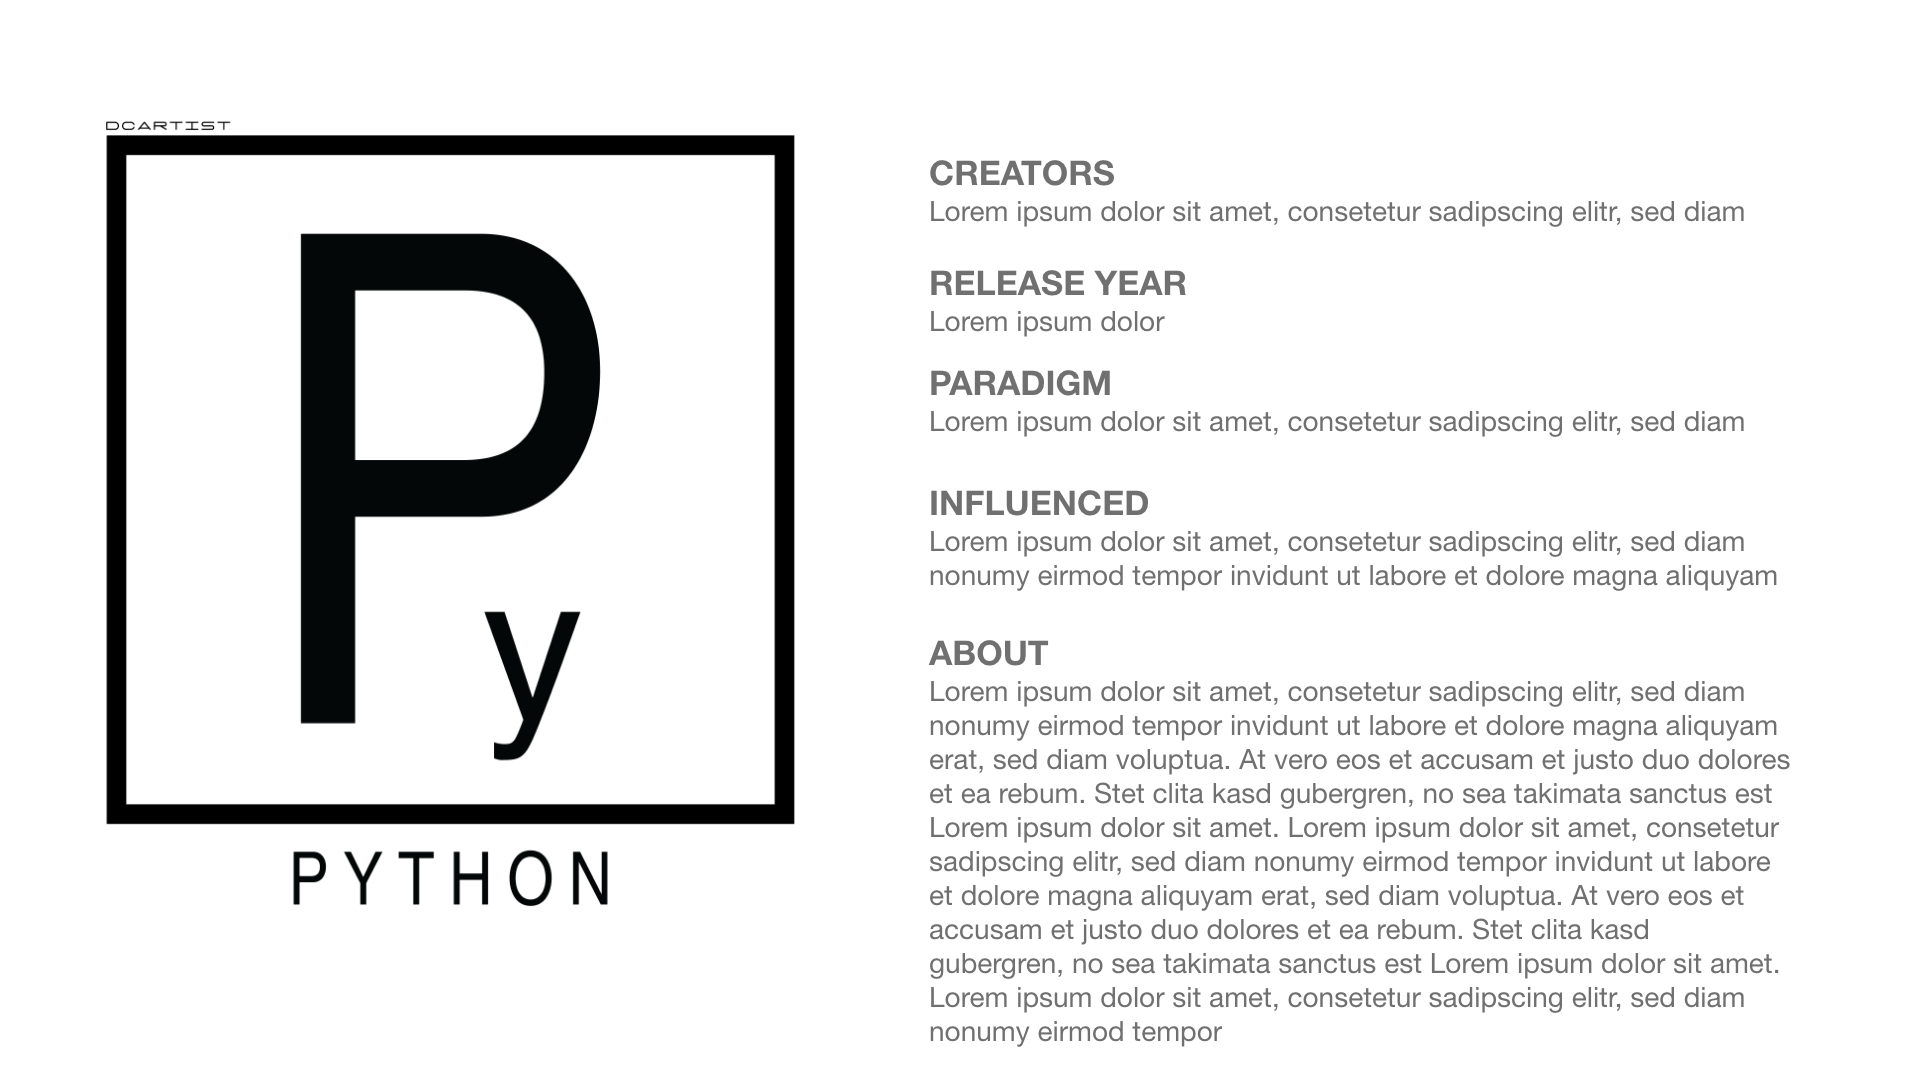 DCARTIST
Py
PYTHON
CREATORS
Lorem ipsum dolor sit amet, consetetur sadipscing elitr, sed diam
RELEASE YEAR
Lorem ipsum dolor
PARADIGM
Lorem ipsum dolor sit amet, consetetur sadipscing elitr, sed diam
INFLUENCED
Lorem ipsum dolor sit amet, consetetur sadipscing elitr, sed diam
nonumy eirmod tempor invidunt ut labore et dolore magna aliquyam
ABOUT
Lorem ipsum dolor sit amet, consetetur sadipscing elitr, sed diam
nonumy eirmod tempor invidunt ut labore et dolore magna aliquyam
erat, sed diam voluptua. At vero eos et accusam et justo duo dolores
et ea rebum. Stet clita kasd gubergren, no sea takimata sanctus est
Lorem ipsum dolor sit amet. Lorem ipsum dolor sit amet, consetetur
sadipscing elitr, sed diam nonumy eirmod tempor invidunt ut labore
et dolore magna aliquyam erat, sed diam voluptua. At vero eos et
accusam et justo duo dolores et ea rebum. Stet clita kasd
gubergren, no sea takimata sanctus est Lorem ipsum dolor sit amet.
Lorem ipsum dolor sit amet, consetetur sadipscing elitr, sed diam
nonumy eirmod tempor